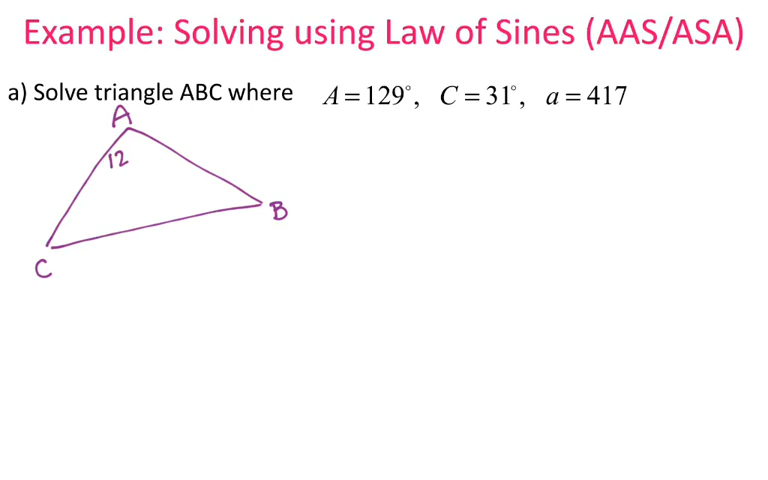 Example: Solving using Law of Sines (AAS/ASA)
a) Solve triangle ABC where A = 129°, C = 31°, a = 417
A
12
B
C